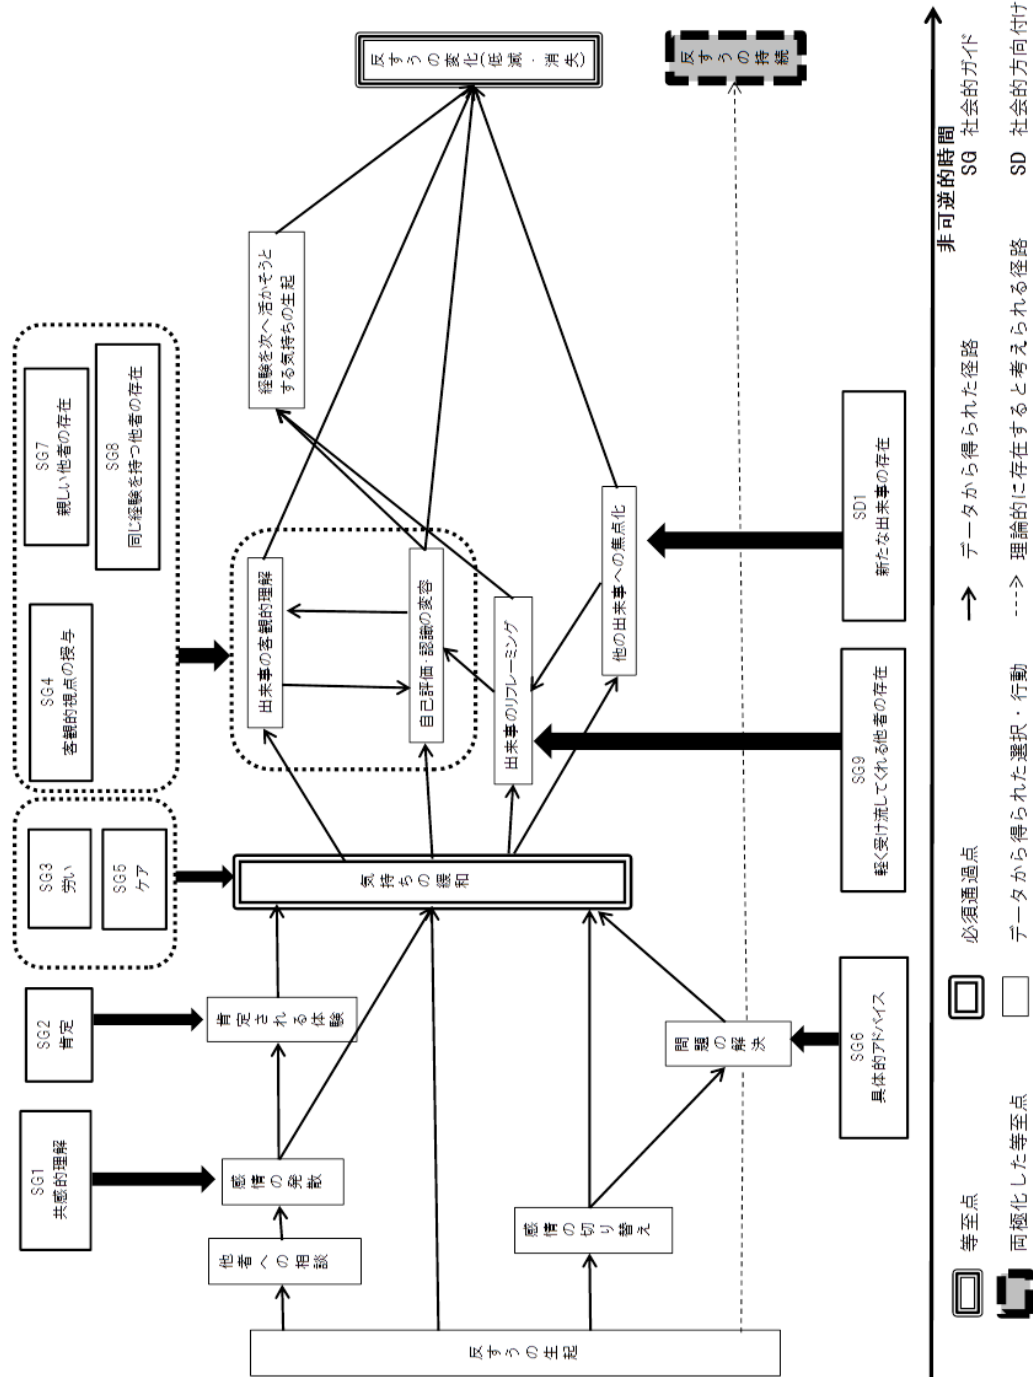 SG1
共感的理解
SG2
肯定
SG3
労い
SG5
ケア
SG4
客観的視点の授与
SG7
親しい他者の存在
SG8
同じ経験を持つ他者の存在
反すうの生起
他者への相談
感情の発散
肯定される体験
感情の切り替え
問題の解決
気持ちの緩和
出来事の客観的理解
自己評価・認識の変容
出来事のリフレーミング
他の出来事への焦点化
経験を次へ活かそうと
する気持ちの生起
反すうの変化(低減・消失)
反すうの持続
SG6
具体的アドバイス
SG9
軽く受け流してくれる他者の存在
SD1
新たな出来事の存在
非可逆的時間
等至点
必須通過点
データから得られた径路
SG 社会的ガイド
両極化した等至点
データから得られた選択・行動
---> 理論的に存在すると考えられる径路
SD 社会的方向付け